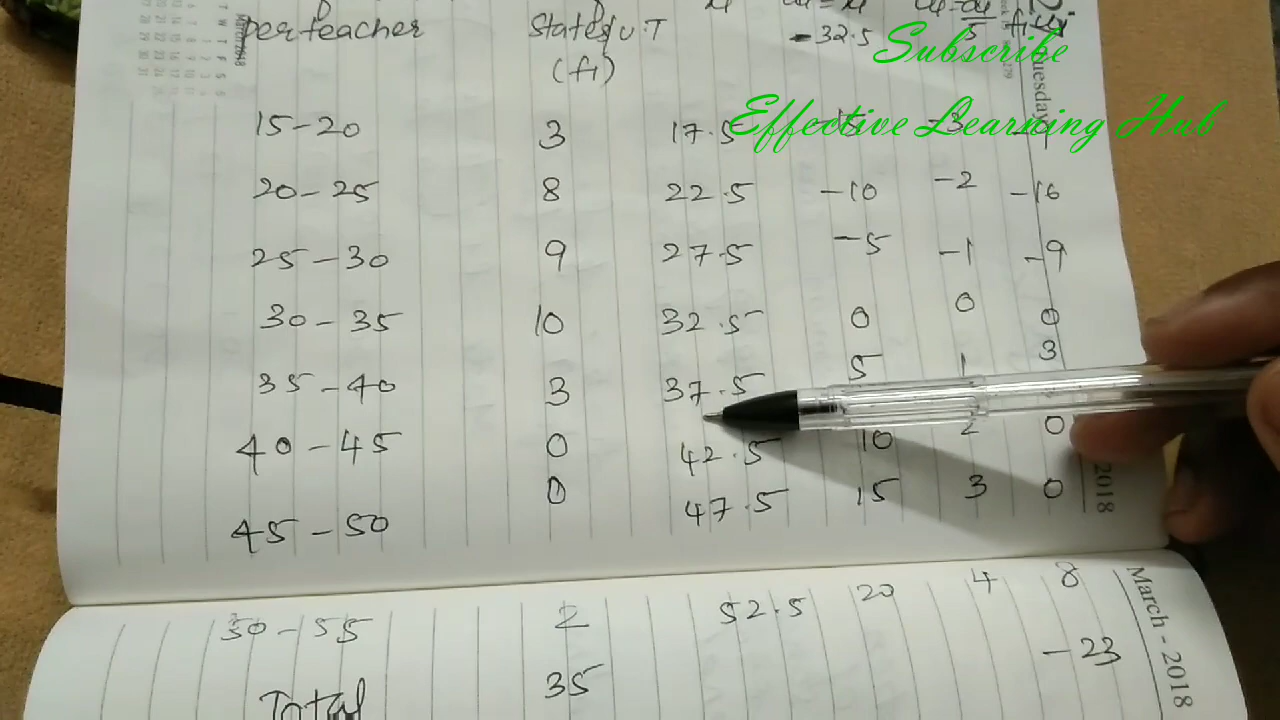 per teacher States/U.T -32.5 5
(fi)
Subscribe
Effective Learning Hub
15-20 3 17.5 -15 -3
20-25 8 22.5 -10 -2 -16
25-30 9 27.5 -5 -1 -9
30-35 10 32.5 0 0 0
35-40 3 37.5 5 1 3
40-45 0 42.5 10 2 0
45-50 0 47.5 15 3 0
50-55 2 52.5 20 4 8
Total 35 -23
2018
March - 2018